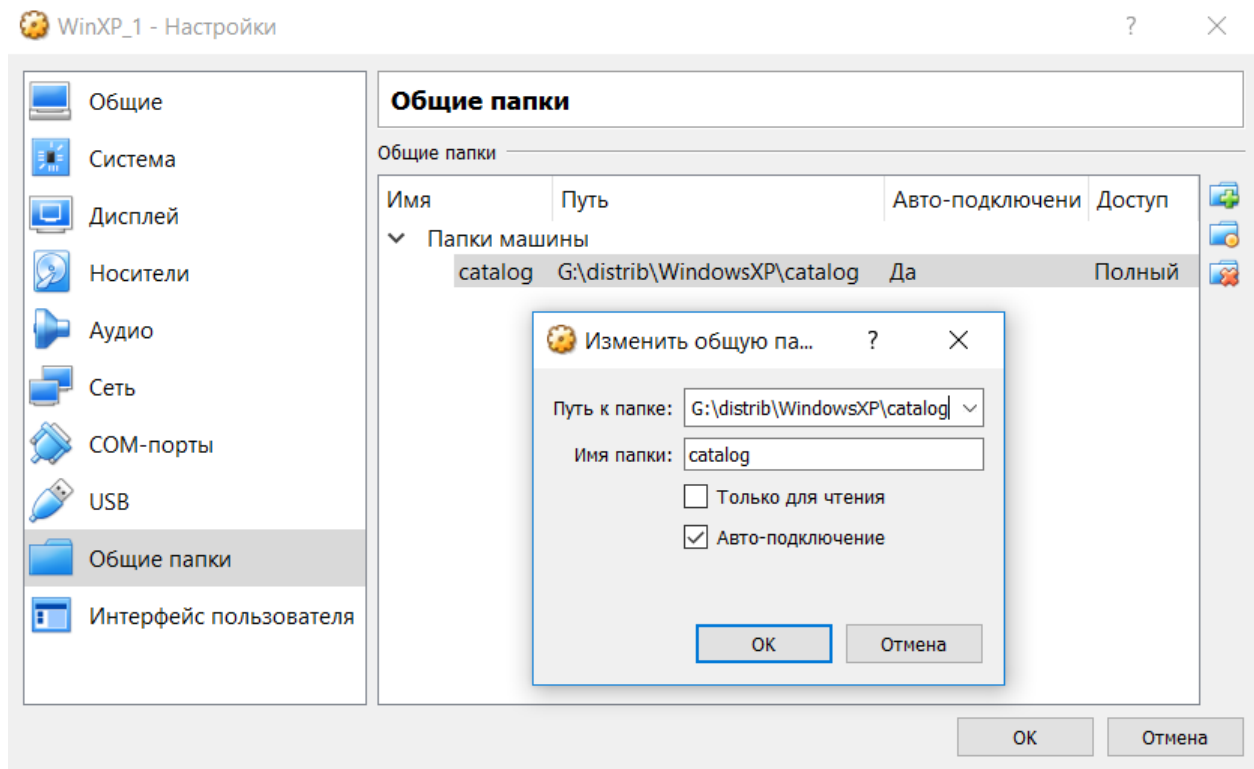 WinXP_1 - Настройки
?
Общие
Система
Дисплей
Носители
Аудио
Сеть
COM-порты
USB
Общие папки
Интерфейс пользователя
Общие папки
Общие папки
Имя Путь Авто-подключени Доступ
Папки машины
catalog G:\distrib\WindowsXP\catalog Да Полный
Изменить общую па... ?
Путь к папке: G:\distrib\WindowsXP\catalog
Имя папки: catalog
Только для чтения
Авто-подключение
ОК Отмена
ОК Отмена